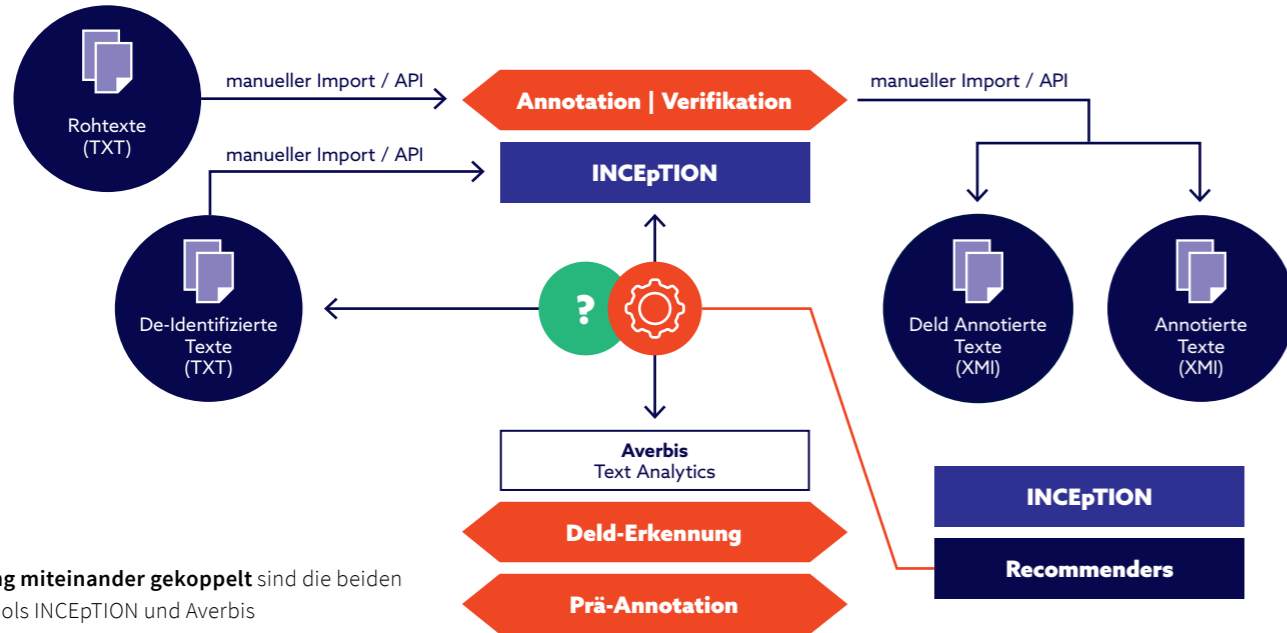 Rohtexte
(TXT)
manueller Import / API
Annotation | Verifikation
manueller Import / API
manueller Import / API
INCEpTION
De-Identifizierte
Texte
(TXT)
?
DeId Annotierte
Texte
(XMI)
Annotierte
Texte
(XMI)
Averbis
Text Analytics
DeId-Erkennung
Prä-Annotation
INCEpTION
Recommenders
miteinander gekoppelt sind die beiden
INCEpTION und Averbis